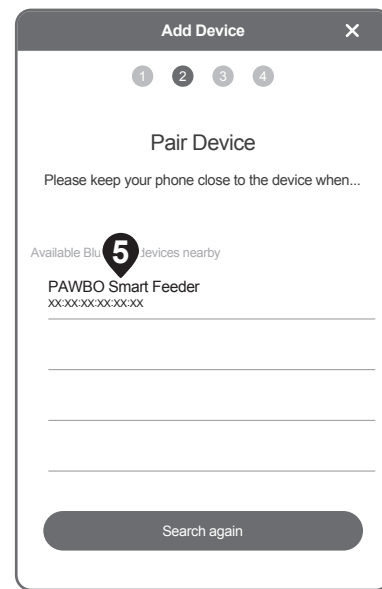 Add Device ×
1 2 3 4
Pair Device
Please keep your phone close to the device when...
Available Blu 5 devices nearby
PAWBO Smart Feeder
XX:XX:XX:XX:XX:XX
Search again